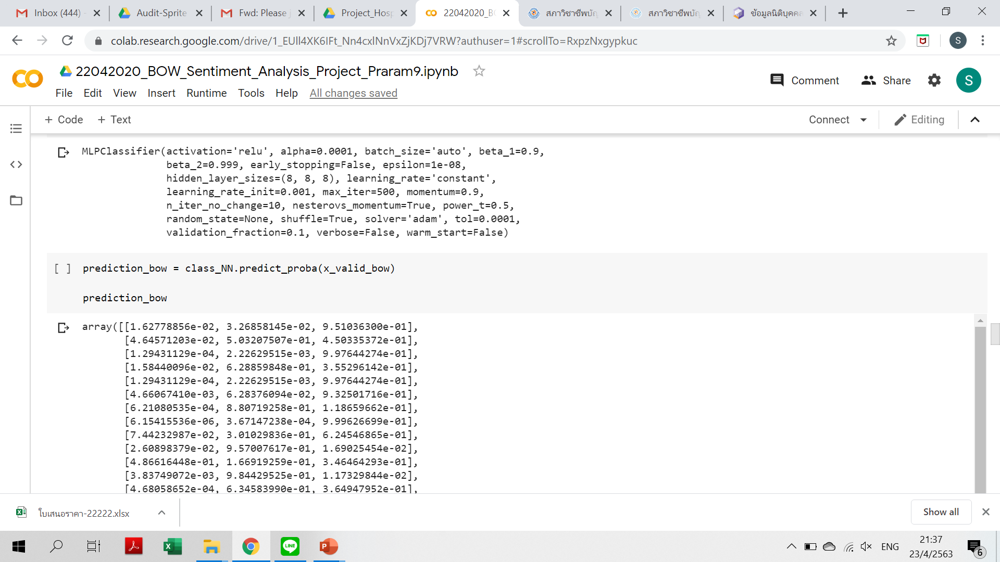 Inbox (444) -
Audit-Sprite
Fwd: Please j
Project_Hosp
22042020_BO
สภาวิชาชีพบัญ
สภาวิชาชีพบัญ
ข้อมูลนิติบุคคล
colab.research.google.com/drive/1_EUll4XK6IFt_Nn4cxlNnVxZjKDj7VRW?authuser=1#scrollTo=RxpzNxgypkuc
S
22042020_BOW_Sentiment_Analysis_Project_Praram9.ipynb
Comment
Share
S
File Edit View Insert Runtime Tools Help All changes saved
+ Code + Text
Connect
Editing
MLPClassifier(activation='relu', alpha=0.0001, batch_size='auto', beta_1=0.9,
beta_2=0.999, early_stopping=False, epsilon=1e-08,
hidden_layer_sizes=(8, 8, 8), learning_rate='constant',
learning_rate_init=0.001, max_iter=500, momentum=0.9,
n_iter_no_change=10, nesterovs_momentum=True, power_t=0.5,
random_state=None, shuffle=True, solver='adam', tol=0.0001,
validation_fraction=0.1, verbose=False, warm_start=False)
[ ] prediction_bow = class_NN.predict_proba(x_valid_bow)
prediction_bow
array([[1.62778856e-02, 3.26858145e-02, 9.51036300e-01],
[4.64571203e-02, 5.03207507e-01, 4.50335372e-01],
[1.29431129e-04, 2.22629515e-03, 9.97644274e-01],
[1.58440096e-02, 6.28859848e-01, 3.55296142e-01],
[1.29431129e-04, 2.22629515e-03, 9.97644274e-01],
[4.66067410e-03, 6.28376094e-02, 9.32501716e-01],
[6.21080535e-04, 8.80719258e-01, 1.18659662e-01],
[6.15415536e-06, 3.67147238e-04, 9.99626699e-01],
[7.44232987e-02, 3.01029836e-01, 6.24546865e-01],
[2.60898379e-02, 9.57007617e-01, 1.69025454e-02],
[4.86616448e-01, 1.66919259e-01, 3.46464293e-01],
[3.83749072e-03, 9.84429525e-01, 1.17329844e-02],
[4.68058652e-04, 6.34583990e-01, 3.64947952e-01],
ใบเสนอราคา-22222.xlsx
Show all
LINE
ENG
21:37
23/4/2563
6